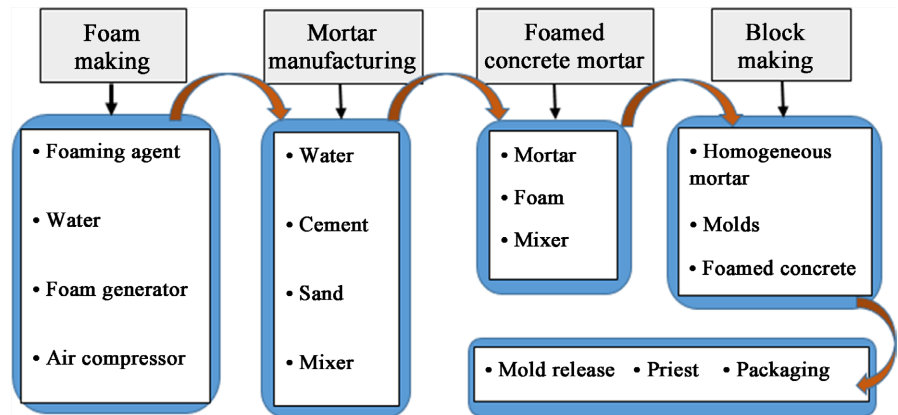 Foam
making
Mortar
manufacturing
Foamed
concrete mortar
Block
making
• Foaming agent
• Water
• Foam generator
• Air compressor
• Water
• Cement
• Sand
• Mixer
• Mortar
• Foam
• Mixer
• Homogeneous
mortar
• Molds
• Foamed concrete
• Mold release • Priest • Packaging